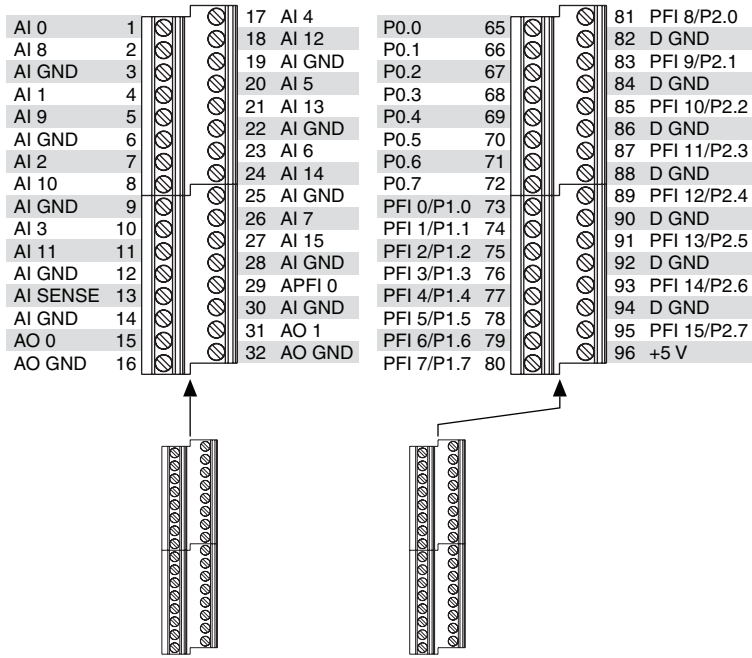 AI 0 1
AI 8 2
AI GND 3
AI 1 4
AI 9 5
AI GND 6
AI 2 7
AI 10 8
AI GND 9
AI 3 10
AI 11 11
AI GND 12
AI SENSE 13
AI GND 14
AO 0 15
AO GND 16
17 AI 4
18 AI 12
19 AI GND
20 AI 5
21 AI 13
22 AI GND
23 AI 6
24 AI 14
25 AI GND
26 AI 7
27 AI 15
28 AI GND
29 APFI 0
30 AI GND
31 AO 1
32 AO GND
P0.0 65
P0.1 66
P0.2 67
P0.3 68
P0.4 69
P0.5 70
P0.6 71
P0.7 72
PFI 0/P1.0 73
PFI 1/P1.1 74
PFI 2/P1.2 75
PFI 3/P1.3 76
PFI 4/P1.4 77
PFI 5/P1.5 78
PFI 6/P1.6 79
PFI 7/P1.7 80
81 PFI 8/P2.0
82 D GND
83 PFI 9/P2.1
84 D GND
85 PFI 10/P2.2
86 D GND
87 PFI 11/P2.3
88 D GND
89 PFI 12/P2.4
90 D GND
91 PFI 13/P2.5
92 D GND
93 PFI 14/P2.6
94 D GND
95 PFI 15/P2.7
96 +5 V